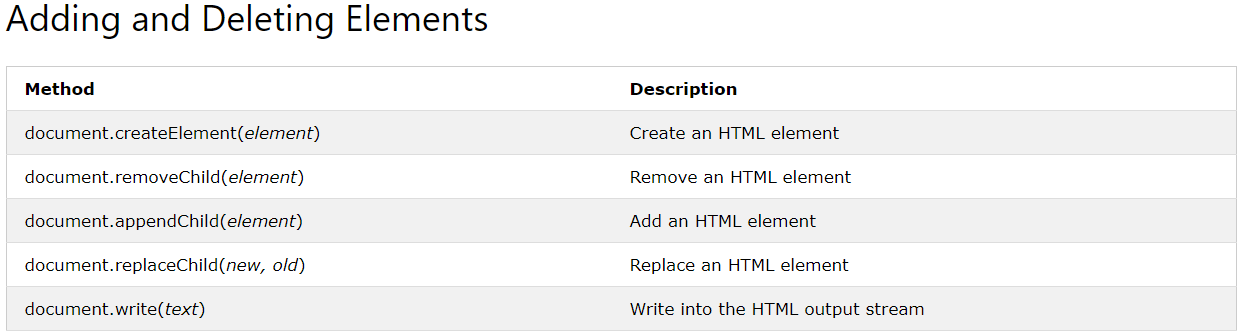 Adding and Deleting Elements
Method Description
document.createElement(element) Create an HTML element
document.removeChild(element) Remove an HTML element
document.appendChild(element) Add an HTML element
document.replaceChild(new, old) Replace an HTML element
document.write(text) Write into the HTML output stream